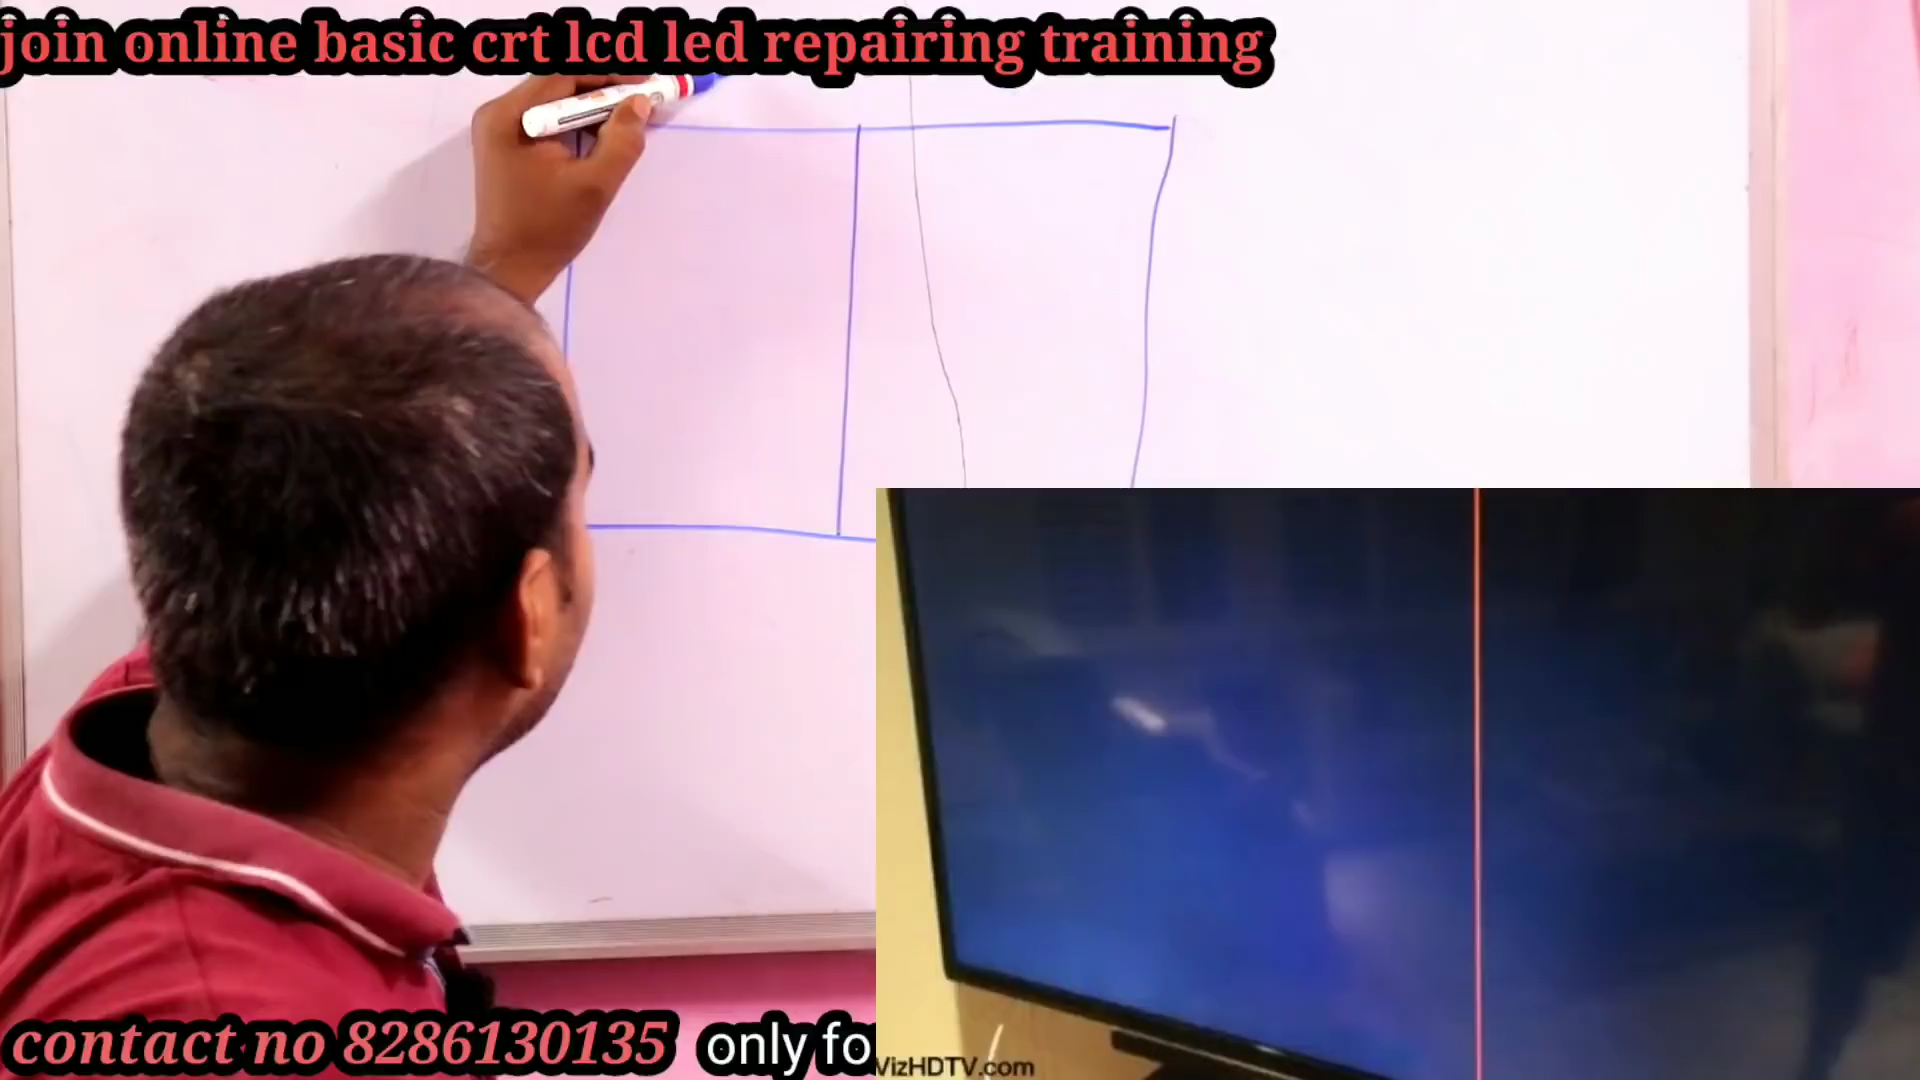 join online basic crt lcd led repairing training
contact no 8286130135 only fo
VizHDTV.com